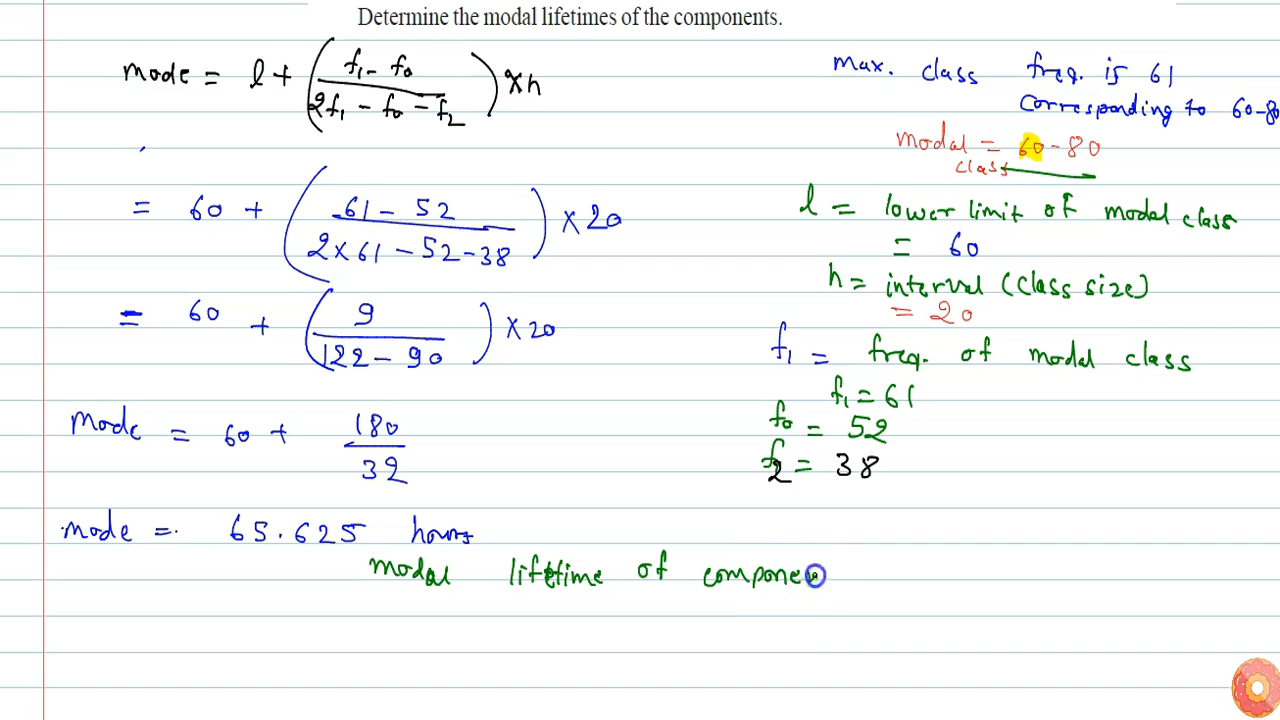 Determine the modal lifetimes of the components.
mode = l + ( f1 - f0 / 2f1 - f0 - f2 ) × h
= 60 + ( 61 - 52 / 2 × 61 - 52 - 38 ) × 20
= 60 + ( 9 / 122 - 90 ) × 20
Mode = 60 + 180 / 32
mode = 65.625 hours
modal lifetime of compone
max. class freq. is 61
corresponding to 60-80
modal class = 60-80
l = lower limit of modal class
= 60
h = interval (class size)
= 20
f1 = freq. of modal class
f1 = 61
f0 = 52
f2 = 38